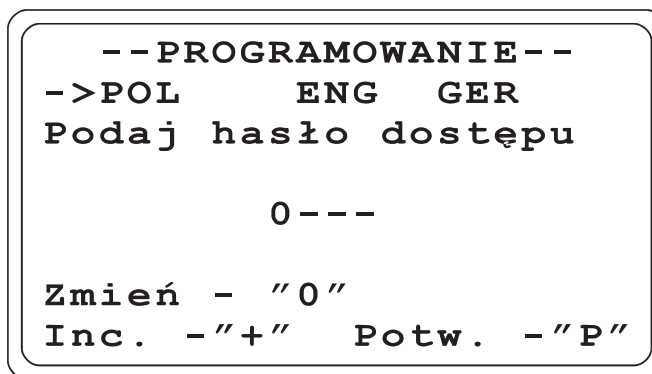 --PROGRAMOWANIE--
->POL ENG GER
Podaj hasło dostępu
0---
Zmień - "0"
Inc. -"+" Potw. -"P"